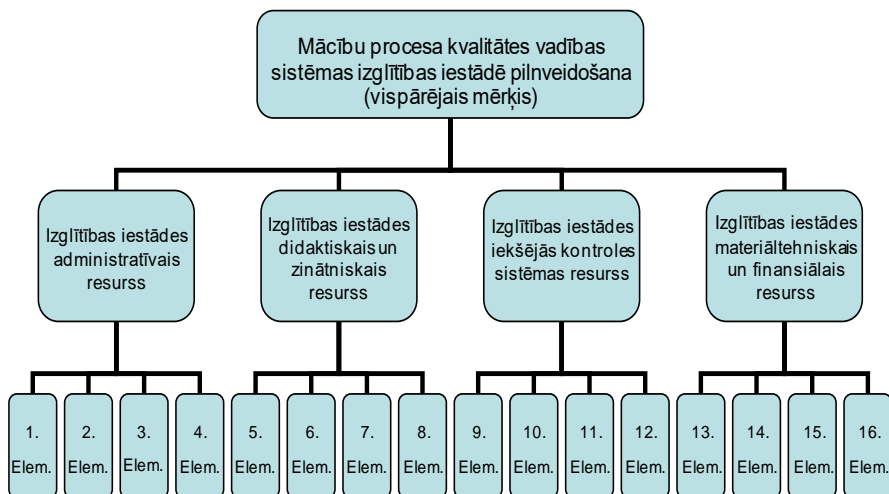 Mācību procesa kvalitātes vadības
sistēmas izglītības iestādē pilnveidošana
(vispārējais mērķis)
Izglītības iestādes
administratīvais
resurss
Izglītības iestādes
didaktiskais un
zinātniskais
resurss
Izglītības iestādes
iekšējās kontroles
sistēmas resurss
Izglītības iestādes
materiāltehniskais
un finansiālais
resurss
1.
Elem.
2.
Elem.
3.
Elem.
4.
Elem.
5.
Elem.
6.
Elem.
7.
Elem.
8.
Elem.
9.
Elem.
10.
Elem.
11.
Elem.
12.
Elem.
13.
Elem.
14.
Elem.
15.
Elem.
16.
Elem.